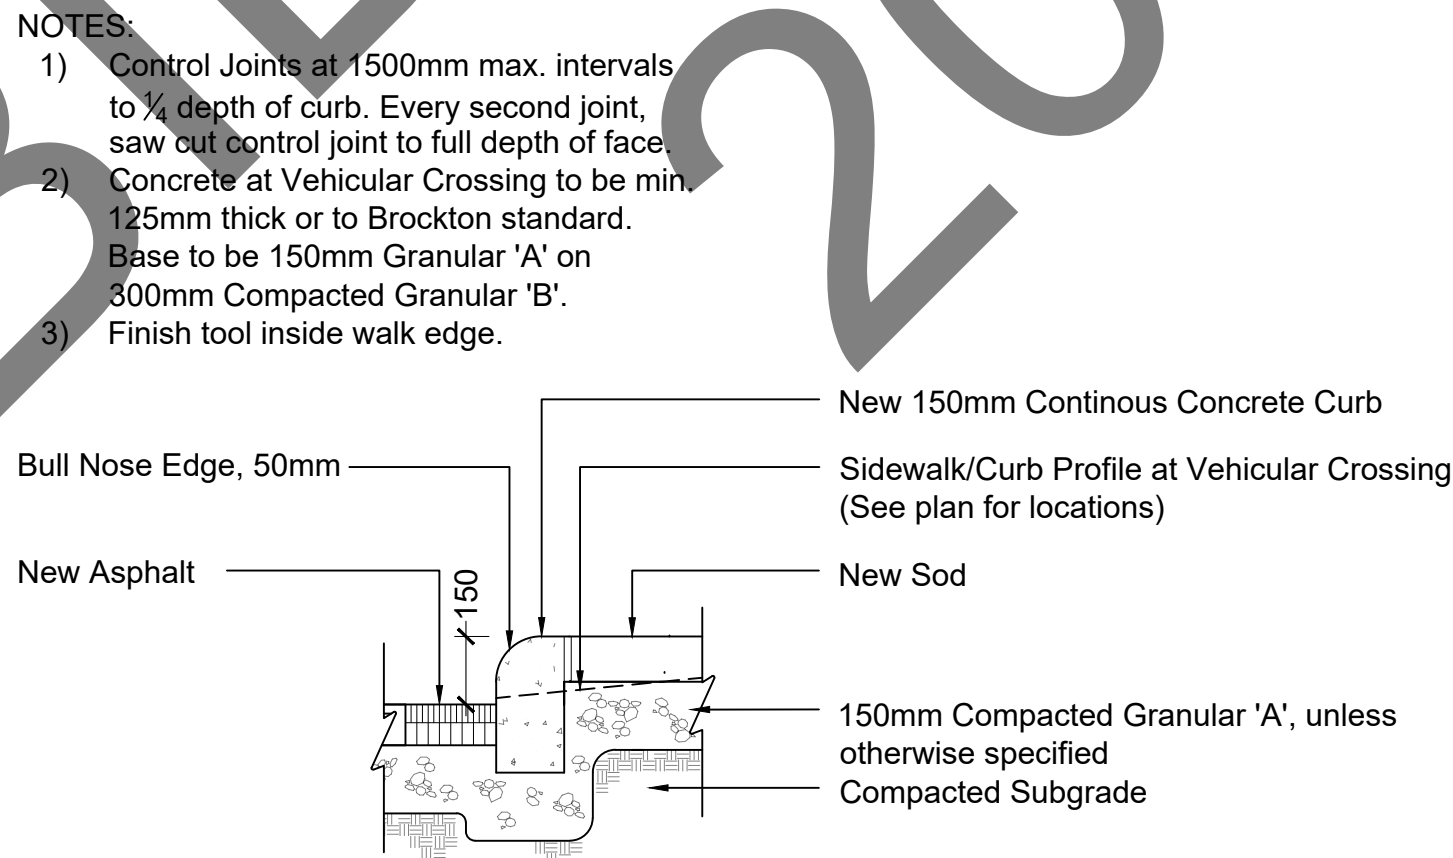 NOTES:
1) Control Joints at 1500mm max. intervals
to ¼ depth of curb. Every second joint,
saw cut control joint to full depth of face.
2) Concrete at Vehicular Crossing to be min.
125mm thick or to Brockton standard.
Base to be 150mm Granular 'A' on
300mm Compacted Granular 'B'.
3) Finish tool inside walk edge.
New 150mm Continous Concrete Curb
Bull Nose Edge, 50mm
Sidewalk/Curb Profile at Vehicular Crossing
(See plan for locations)
New Asphalt
150
New Sod
150mm Compacted Granular 'A', unless
otherwise specified
Compacted Subgrade